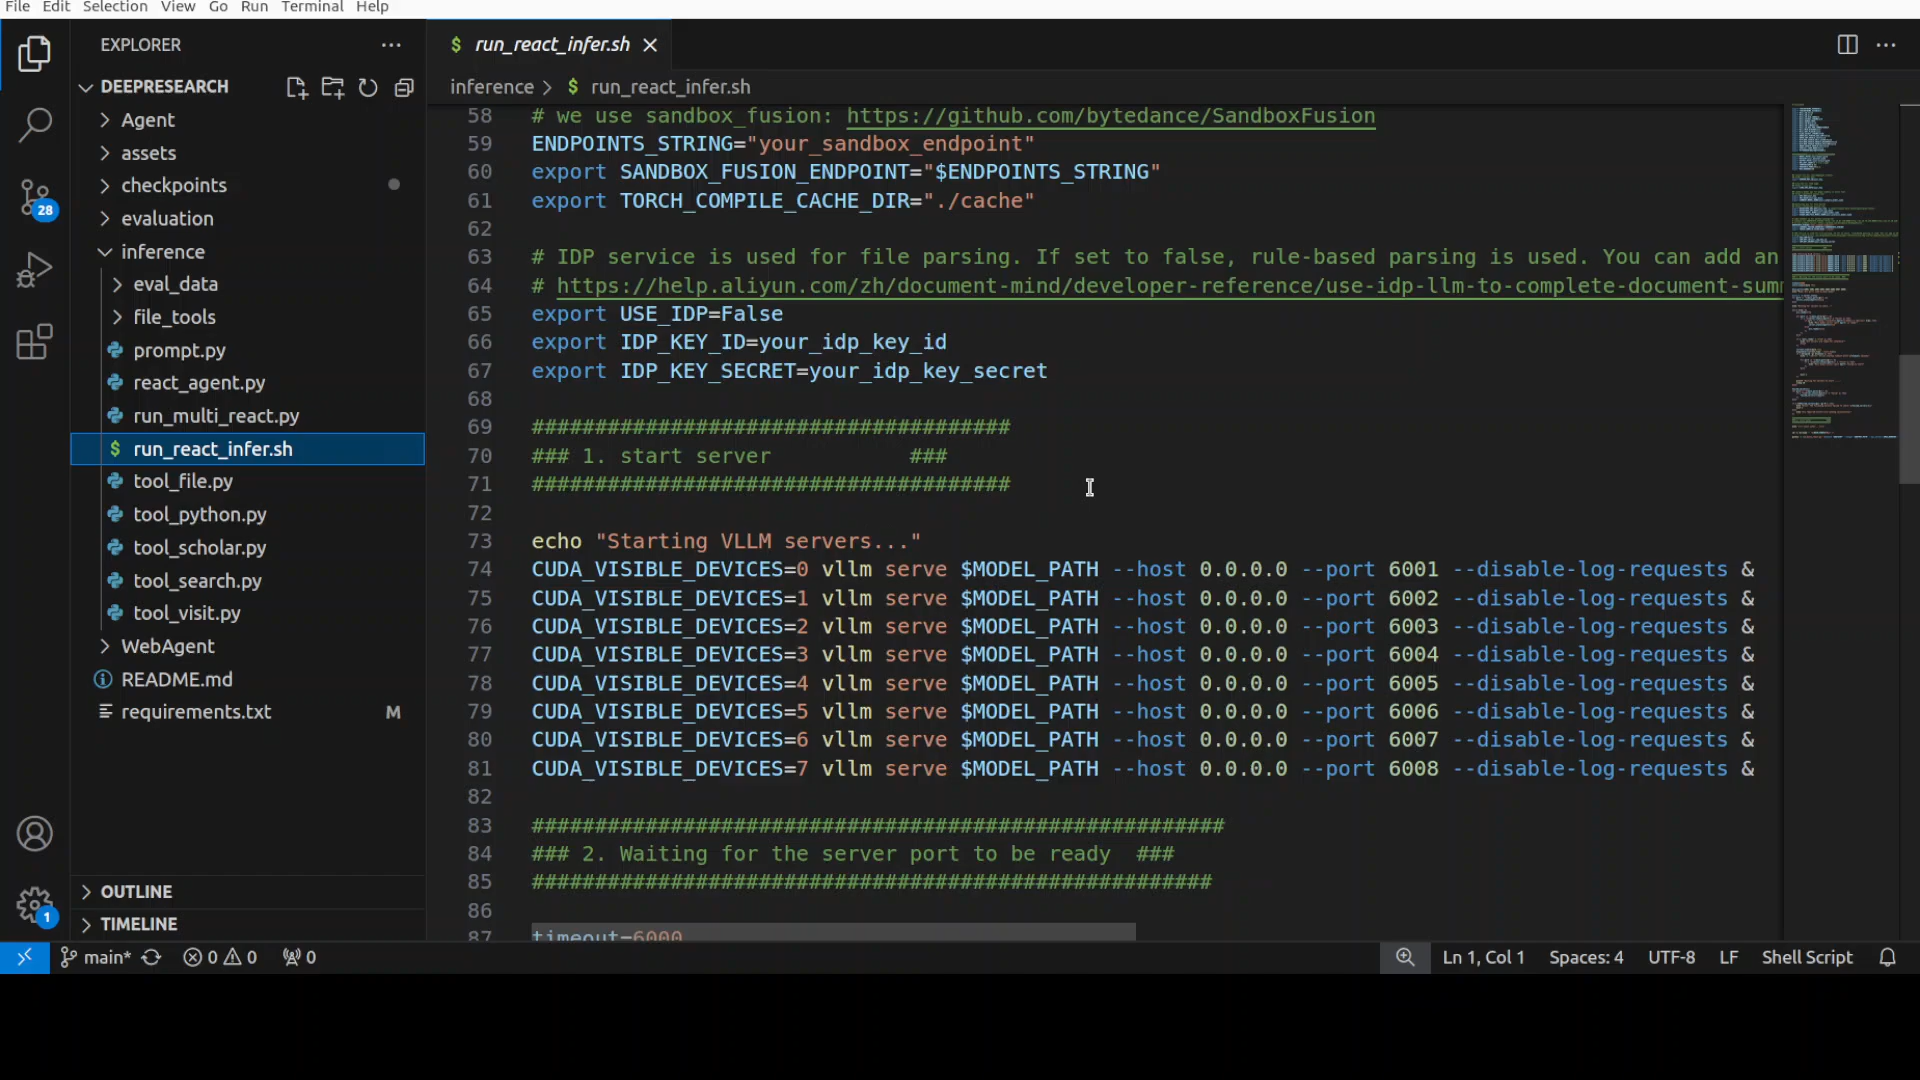 File Edit Selection View Go Run Terminal Help
EXPLORER
DEEPRESEARCH
Agent
assets
checkpoints
evaluation
inference
eval_data
file_tools
prompt.py
react_agent.py
run_multi_react.py
$ run_react_infer.sh
tool_file.py
tool_python.py
tool_scholar.py
tool_search.py
tool_visit.py
WebAgent
README.md
requirements.txt M
OUTLINE
TIMELINE
28
1
$ run_react_infer.sh
inference > $ run_react_infer.sh
58 # we use sandbox_fusion: https://github.com/bytedance/SandboxFusion
59 ENDPOINTS_STRING="your_sandbox_endpoint"
60 export SANDBOX_FUSION_ENDPOINT="$ENDPOINTS_STRING"
61 export TORCH_COMPILE_CACHE_DIR="./cache"
62
63 # IDP service is used for file parsing. If set to false, rule-based parsing is used. You can add an
64 # https://help.aliyun.com/zh/document-mind/developer-reference/use-idp-llm-to-complete-document-sum
65 export USE_IDP=False
66 export IDP_KEY_ID=your_idp_key_id
67 export IDP_KEY_SECRET=your_idp_key_secret
68
69 ######################################
70 ### 1. start server           ###
71 ######################################
72
73 echo "Starting VLLM servers..."
74 CUDA_VISIBLE_DEVICES=0 vllm serve $MODEL_PATH --host 0.0.0.0 --port 6001 --disable-log-requests &
75 CUDA_VISIBLE_DEVICES=1 vllm serve $MODEL_PATH --host 0.0.0.0 --port 6002 --disable-log-requests &
76 CUDA_VISIBLE_DEVICES=2 vllm serve $MODEL_PATH --host 0.0.0.0 --port 6003 --disable-log-requests &
77 CUDA_VISIBLE_DEVICES=3 vllm serve $MODEL_PATH --host 0.0.0.0 --port 6004 --disable-log-requests &
78 CUDA_VISIBLE_DEVICES=4 vllm serve $MODEL_PATH --host 0.0.0.0 --port 6005 --disable-log-requests &
79 CUDA_VISIBLE_DEVICES=5 vllm serve $MODEL_PATH --host 0.0.0.0 --port 6006 --disable-log-requests &
80 CUDA_VISIBLE_DEVICES=6 vllm serve $MODEL_PATH --host 0.0.0.0 --port 6007 --disable-log-requests &
81 CUDA_VISIBLE_DEVICES=7 vllm serve $MODEL_PATH --host 0.0.0.0 --port 6008 --disable-log-requests &
82
83 #######################################################
84 ### 2. Waiting for the server port to be ready  ###
85 ######################################################
86
87 timeout=6000
main* 0 0 0 Ln 1, Col 1 Spaces: 4 UTF-8 LF Shell Script